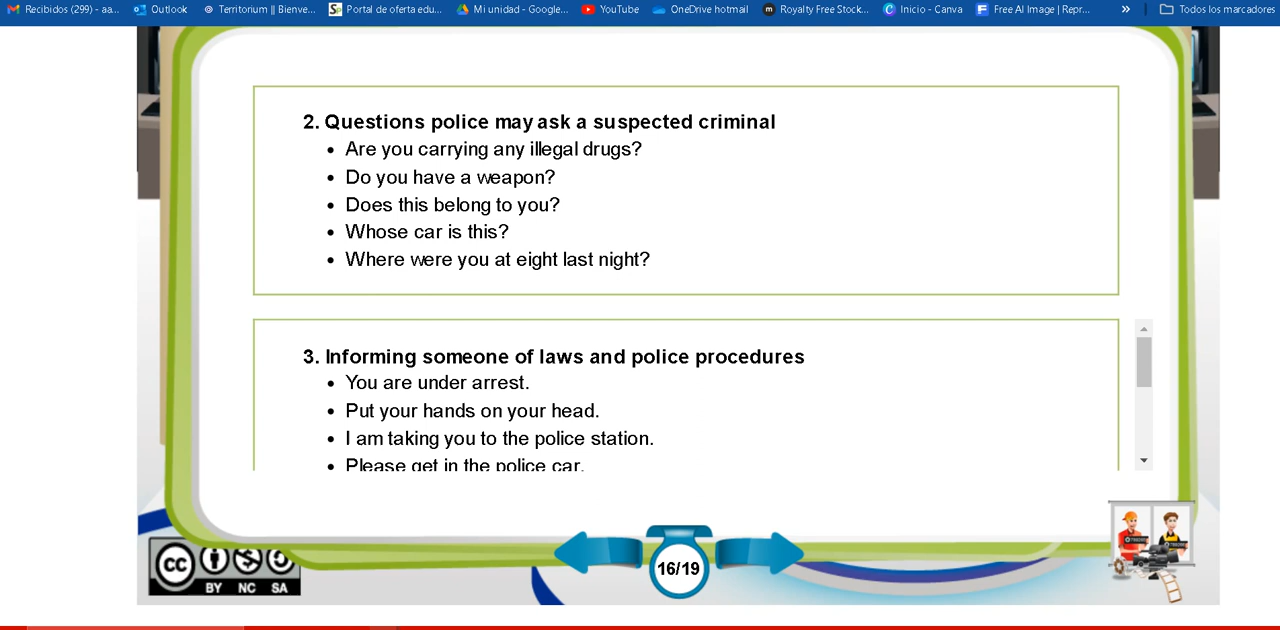 Recibidos (299) - aa...
Outlook
Territorium || Bienve...
Portal de oferta edu...
Mi unidad - Google...
YouTube
OneDrive hotmail
Royalty Free Stock...
Inicio - Canva
Free AI Image | Repr...
»
Todos los marcadores
2. Questions police may ask a suspected criminal
• Are you carrying any illegal drugs?
• Do you have a weapon?
• Does this belong to you?
• Whose car is this?
• Where were you at eight last night?
3. Informing someone of laws and police procedures
• You are under arrest.
• Put your hands on your head.
• I am taking you to the police station.
• Please get in the police car.
16/19
cc
BY NC SA